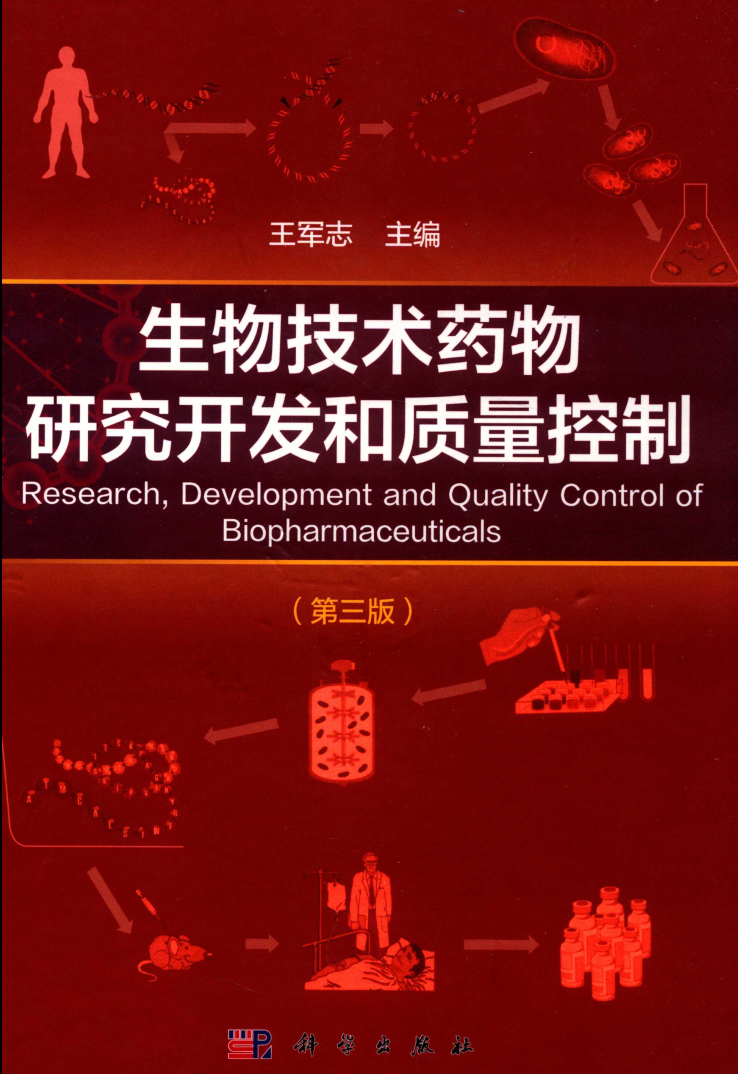 王军志 主编
生物技术药物
研究开发和质量控制
Research, Development and Quality Control of
Biopharmaceuticals
（第三版）
科学出版社